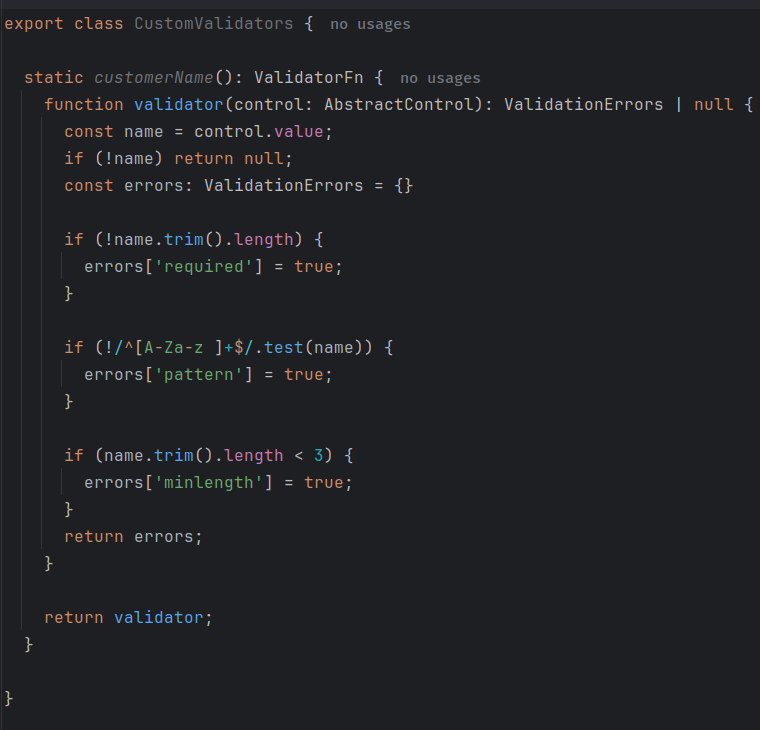 export class CustomValidators {  no usages
static customerName(): ValidatorFn {  no usages
function validator(control: AbstractControl): ValidationErrors | null {
const name = control.value;
if (!name) return null;
const errors: ValidationErrors = {}
if (!name.trim().length) {
errors['required'] = true;
}
if (!/^[A-Za-z ]+$/.test(name)) {
errors['pattern'] = true;
}
if (name.trim().length < 3) {
errors['minlength'] = true;
}
return errors;
}
return validator;
}
}